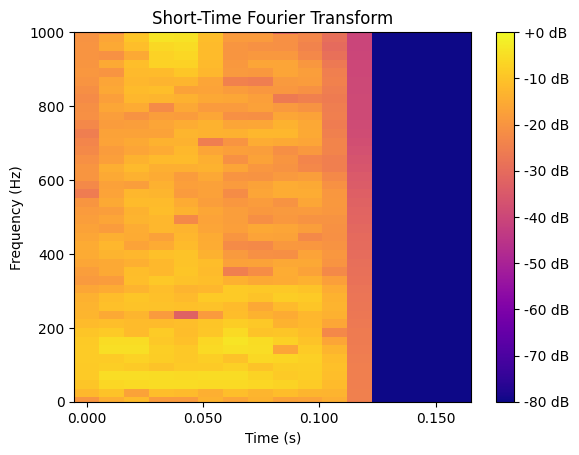 Short-Time Fourier Transform
Frequency (Hz)
1000
800
600
400
200
0
0.000
0.050
0.100
0.150
Time (s)
+0 dB
-10 dB
-20 dB
-30 dB
-40 dB
-50 dB
-60 dB
-70 dB
-80 dB